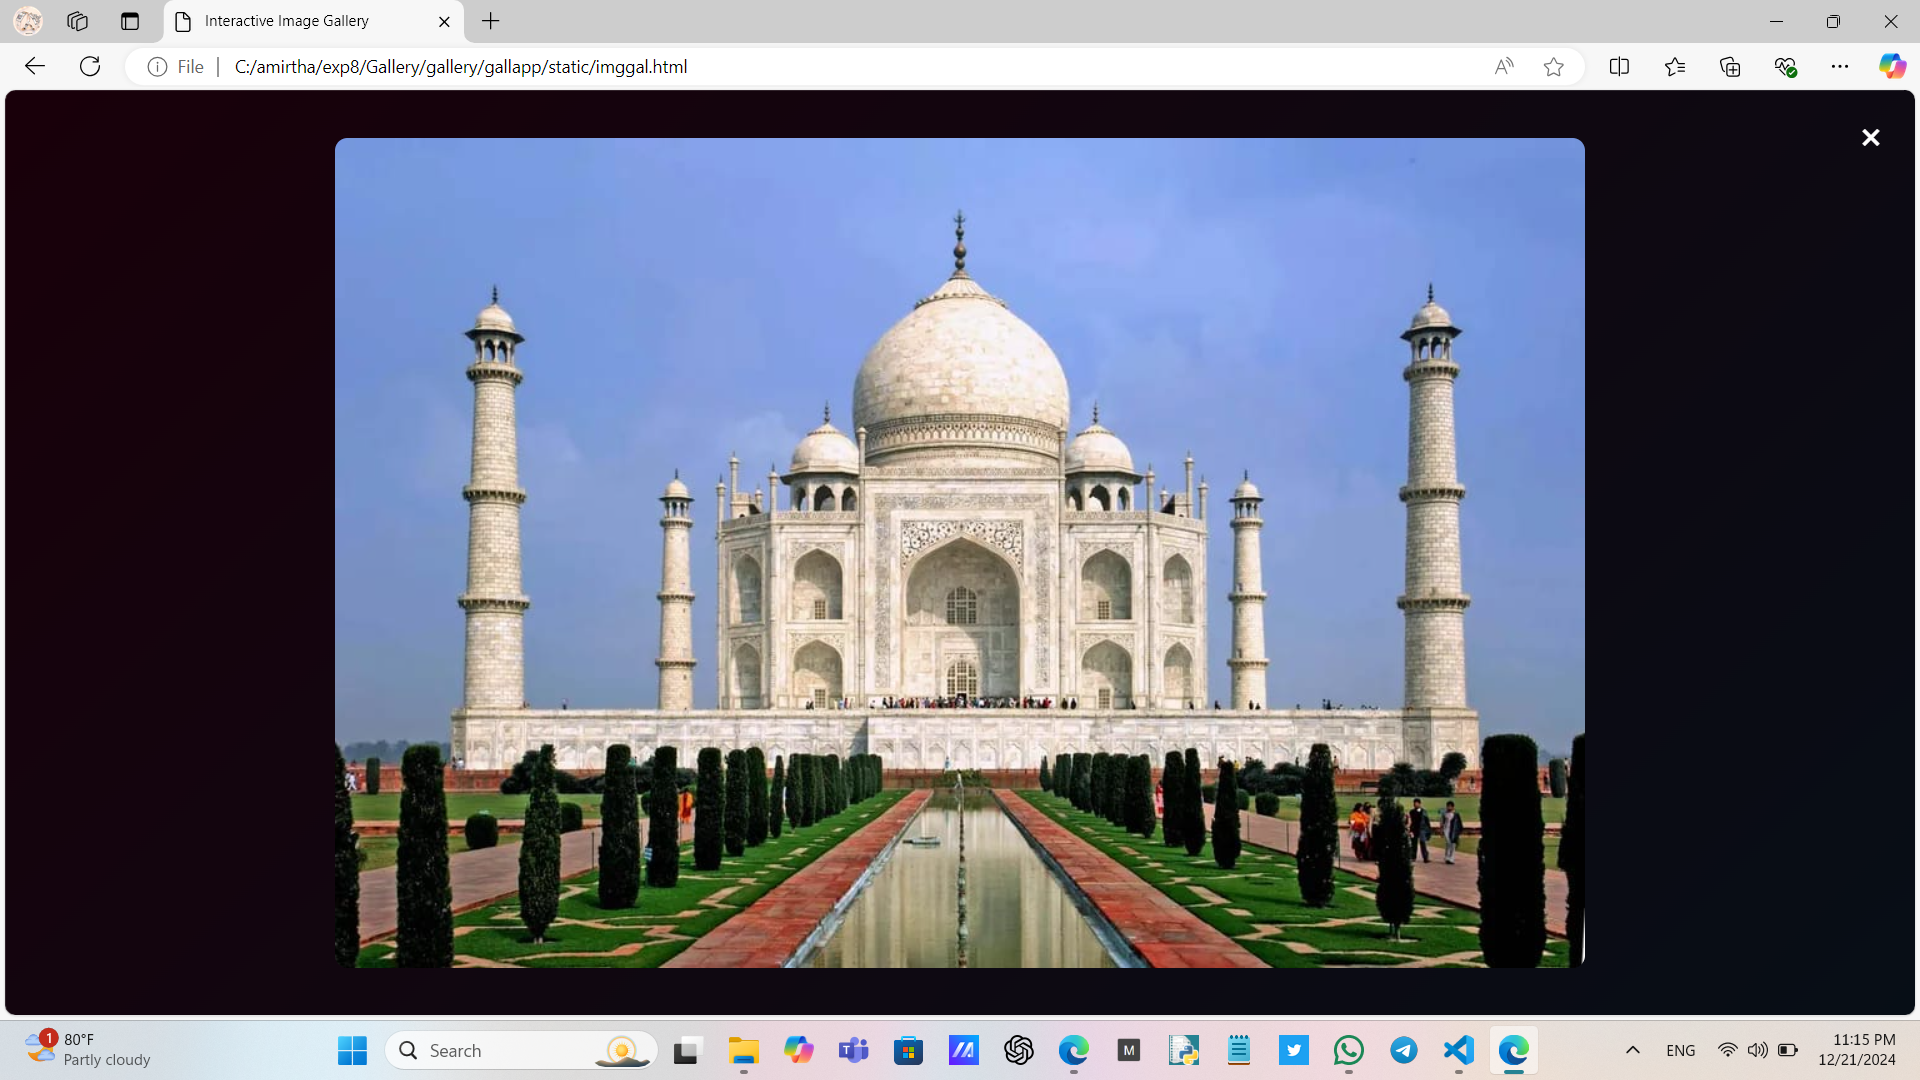 Interactive Image Gallery
File
C:/amirtha/exp8/Gallery/gallery/gallapp/static/imggal.html
1
80°F
Partly cloudy
Search
M
ENG
11:15 PM
12/21/2024